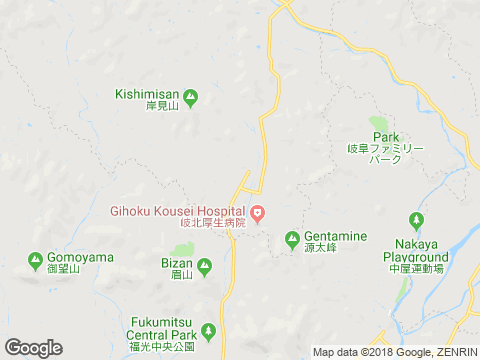 Kishimisan
岸見山
Park
岐阜ファミリー
パーク
Gihoku Kousei Hospital
岐北厚生病院
Gentamine
源太峰
Nakaya
Playground
中屋運動場
Gomoyama
御望山
Bizan
眉山
Fukumitsu
Central Park
福光中央公園
Google
Map data ©2018 Google, ZENRIN